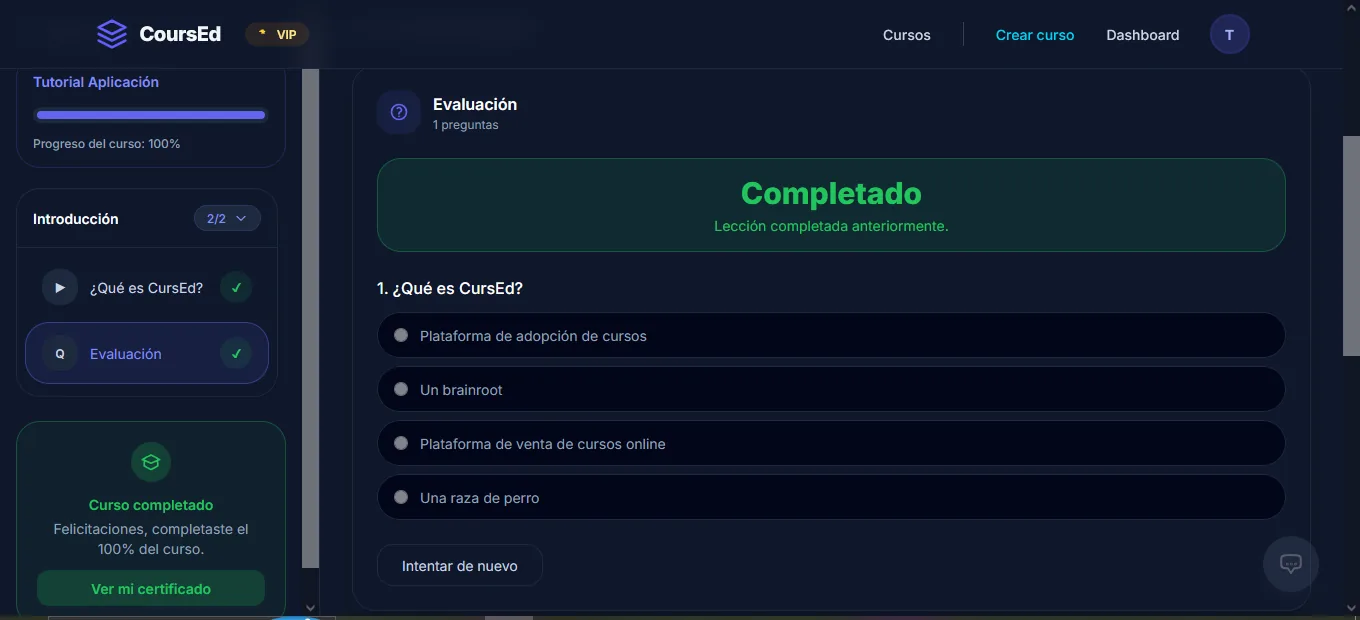 CoursEd
VIP
Cursos
Crear curso
Dashboard
T
Tutorial Aplicación
Progreso del curso: 100%
Introducción
2/2
¿Qué es CursEd?
Q
Evaluación
Curso completado
Felicitaciones, completaste el
100% del curso.
Ver mi certificado
Evaluación
1 preguntas
Completado
Lección completada anteriormente.
1. ¿Qué es CursEd?
Plataforma de adopción de cursos
Un brainroot
Plataforma de venta de cursos online
Una raza de perro
Intentar de nuevo